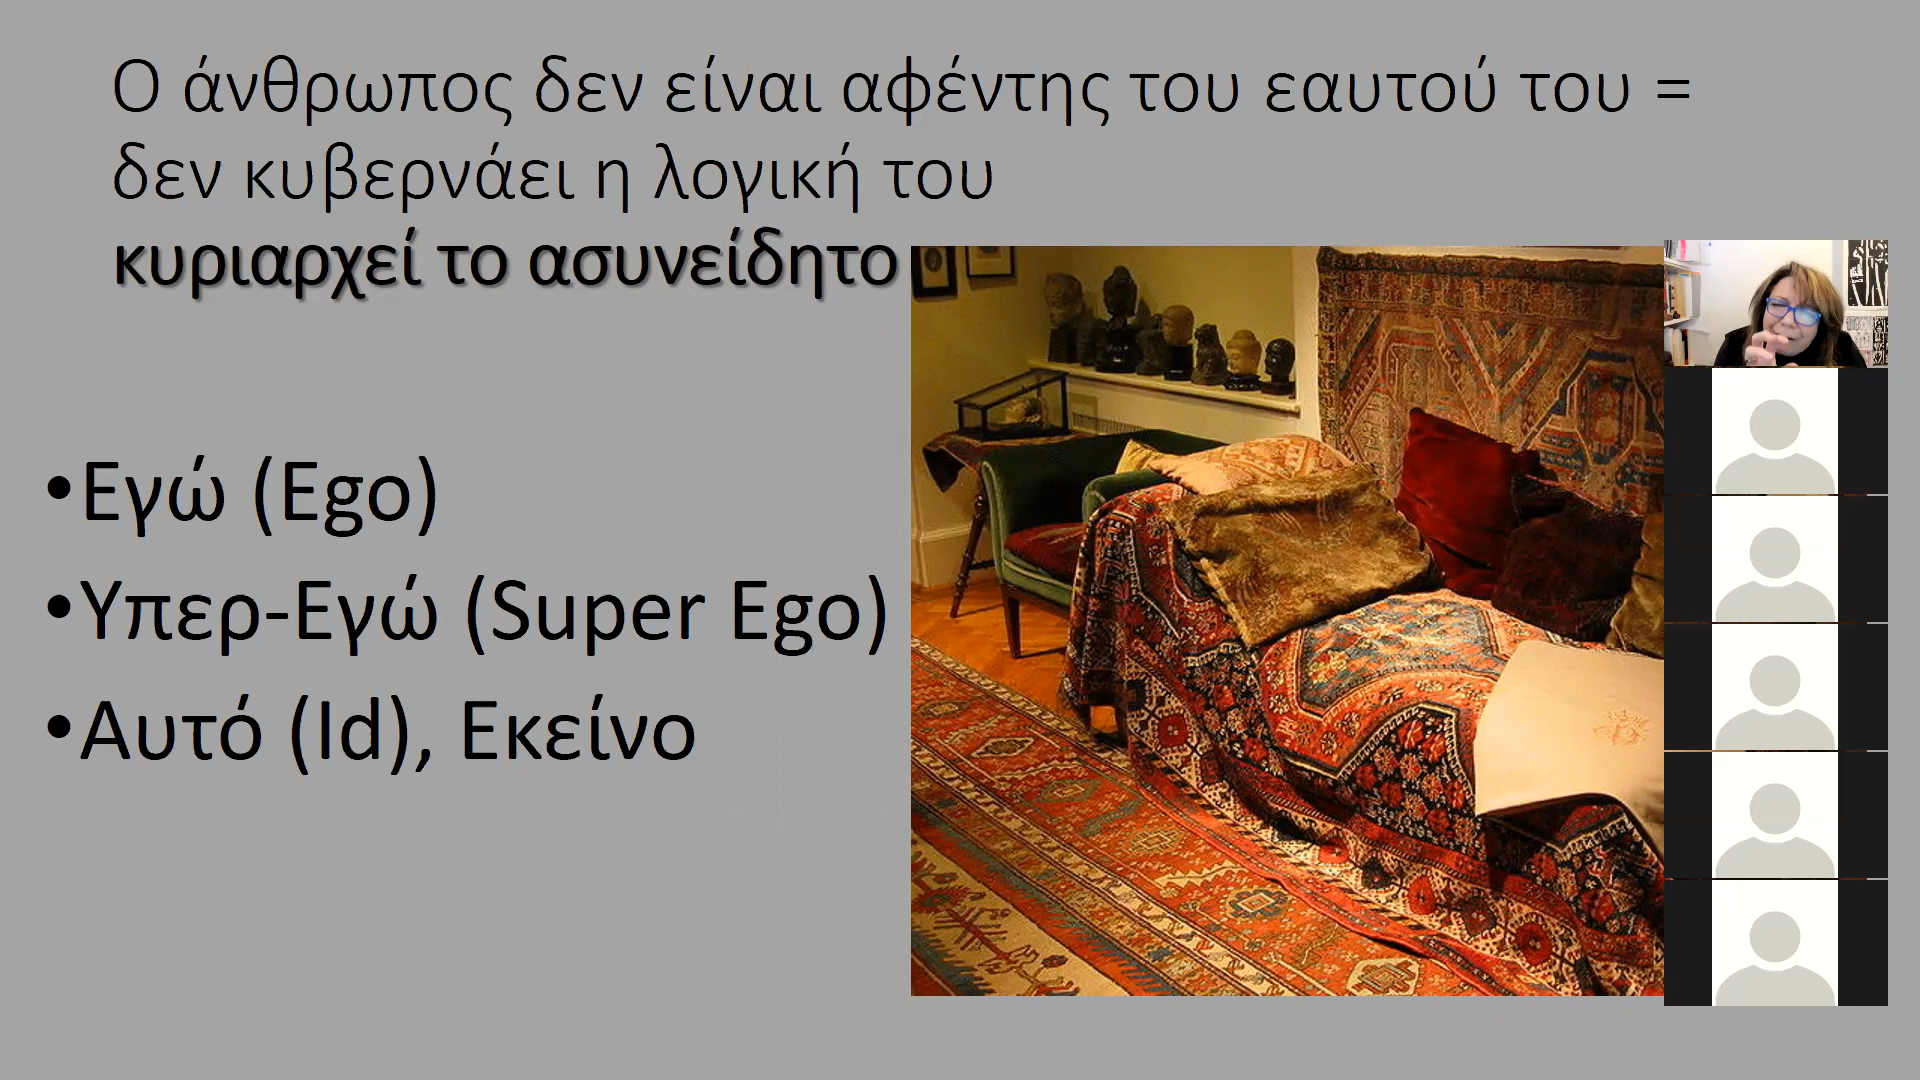 Ο άνθρωπος δεν είναι αφέντης του εαυτού του =
δεν κυβερνάει η λογική του
κυριαρχεί το ασυνείδητο
•Εγώ (Ego)
•Υπερ-Εγώ (Super Ego)
•Αυτό (Id), Εκείνο